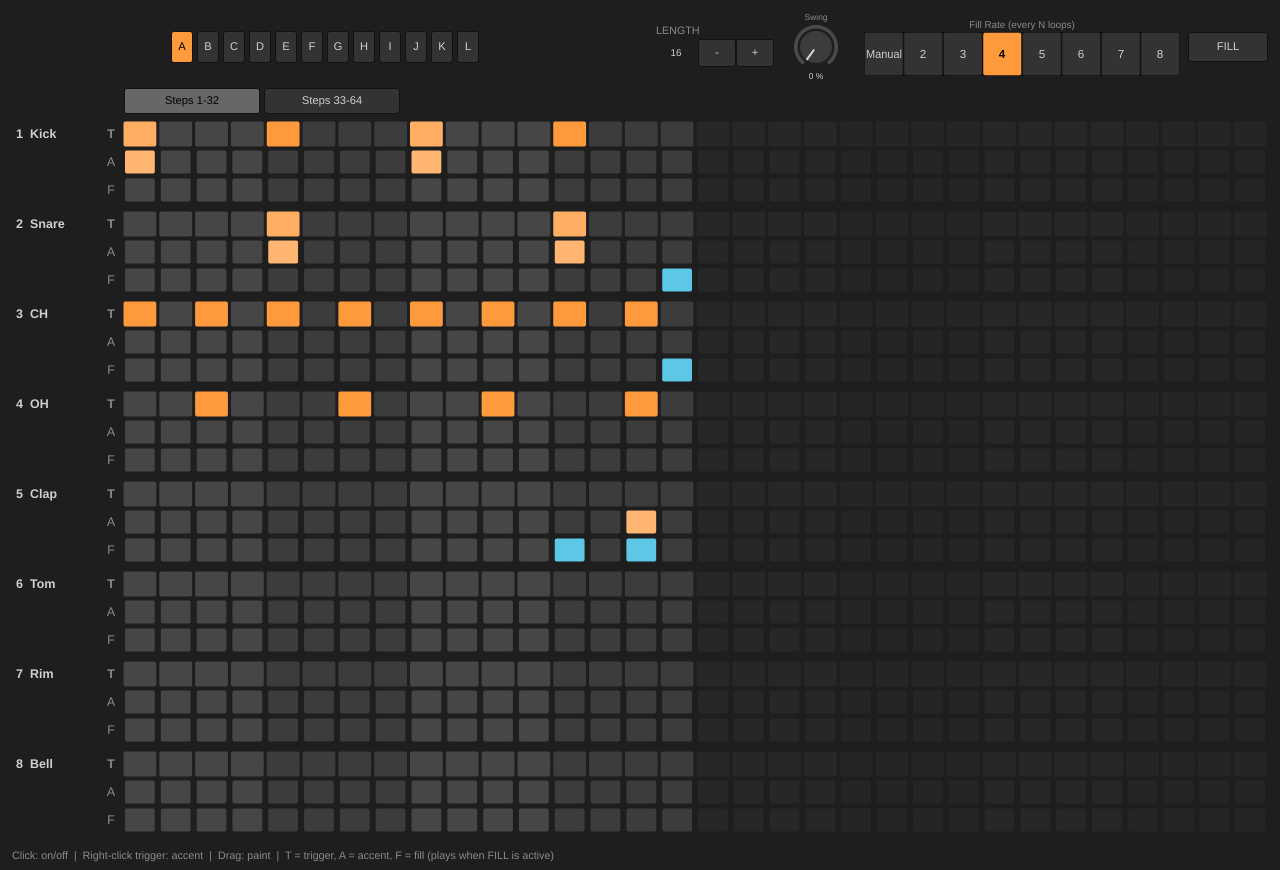 Swing
A B C D E F G H I J K L
LENGTH
16 - +
0 %
Fill Rate (every N loops)
Manual 2 3 4 5 6 7 8
FILL
Steps 1-32 Steps 33-64
1 Kick T
A
F
2 Snare T
A
F
3 CH T
A
F
4 OH T
A
F
5 Clap T
A
F
6 Tom T
A
F
7 Rim T
A
F
8 Bell T
A
F
Click: on/off | Right-click trigger: accent | Drag: paint | T = trigger, A = accent, F = fill (plays when FILL is active)